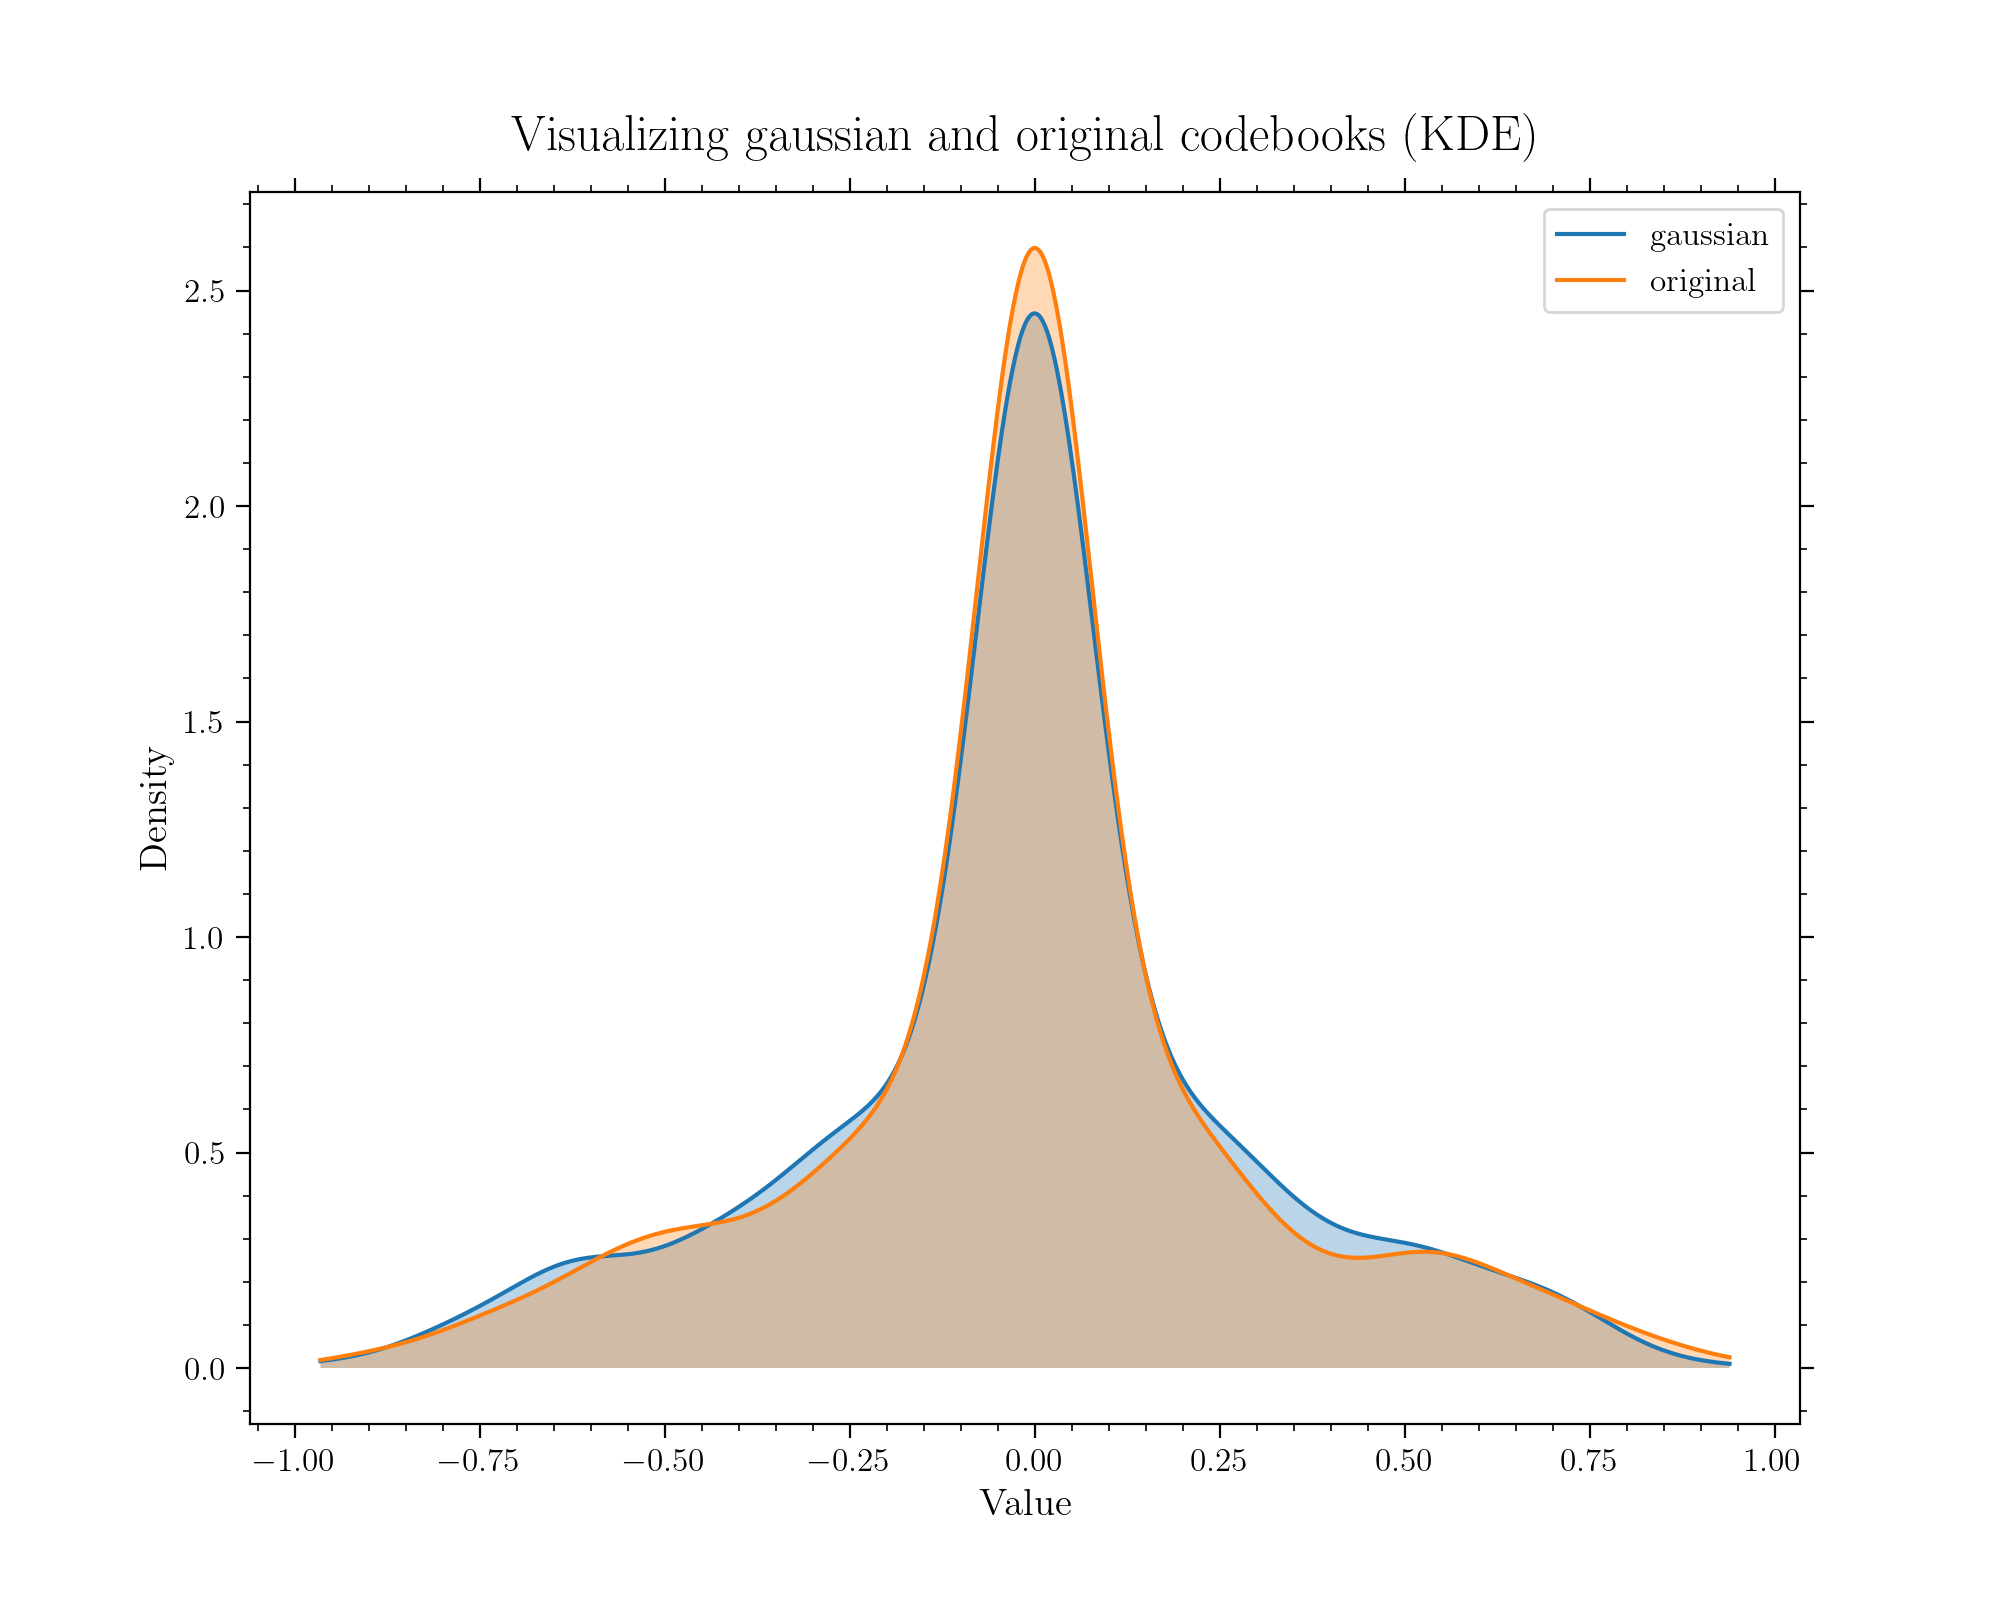 Visualizing gaussian and original codebooks (KDE)
gaussian
original
2.5
2.0
1.5
1.0
0.5
0.0
Density
−1.00 −0.75 −0.50 −0.25 0.00 0.25 0.50 0.75 1.00
Value